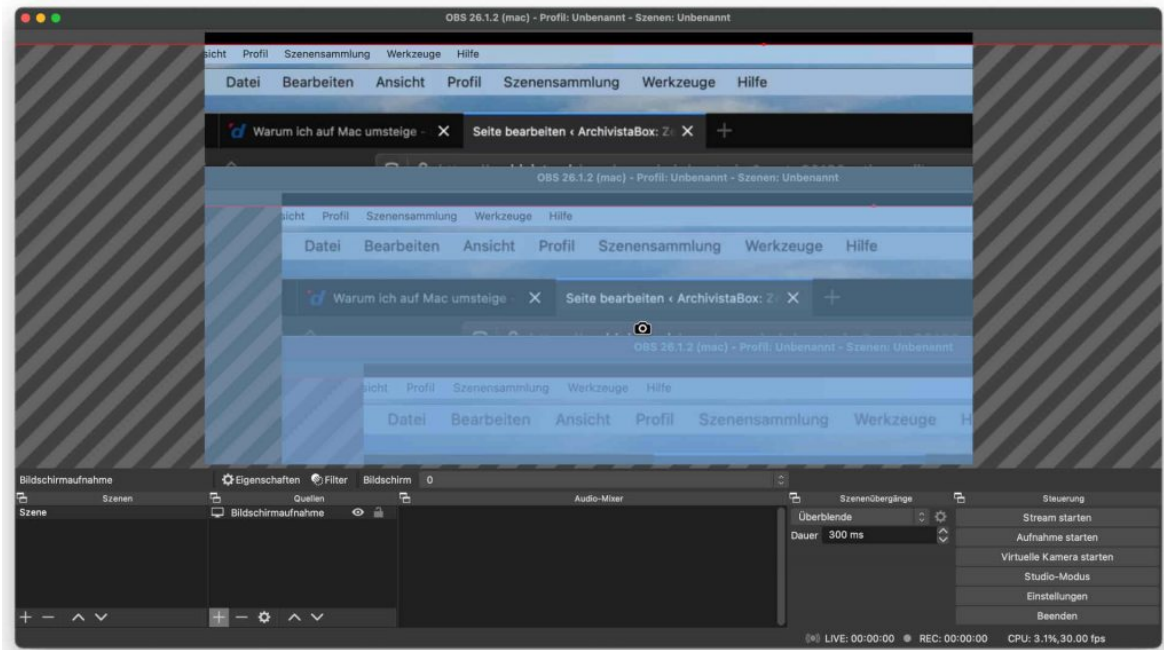 OBS 26.1.2 (mac) - Profil: Unbenannt - Szenen: Unbenannt
sicht Profil Szenensammlung Werkzeuge Hilfe
Datei Bearbeiten Ansicht Profil Szenensammlung Werkzeuge Hilfe
Warum ich auf Mac umsteige - Seite bearbeiten ‹ ArchivistaBox: Ze
OBS 26.1.2 (mac) - Profil: Unbenannt - Szenen: Unbenannt
sicht Profil Szenensammlung Werkzeuge Hilfe
Datei Bearbeiten Ansicht Profil Szenensammlung Werkzeuge Hilfe
Warum ich auf Mac umsteige - Seite bearbeiten ‹ ArchivistaBox: Ze
OBS 26.1.2 (mac) - Profil: Unbenannt - Szenen: Unbenannt
sicht Profil Szenensammlung Werkzeuge Hilfe
Datei Bearbeiten Ansicht Profil Szenensammlung Werkzeuge H
Bildschirmaufnahme Eigenschaften Filter Bildschirm 0
Szenen Quellen Audio-Mixer Szenenübergänge Steuerung
Szene Bildschirmaufnahme Überblende Stream starten
Dauer 300 ms Aufnahme starten
Virtuelle Kamera starten
Studio-Modus
Einstellungen
Beenden
LIVE: 00:00:00 REC: 00:00:00 CPU: 3.1%,30.00 fps